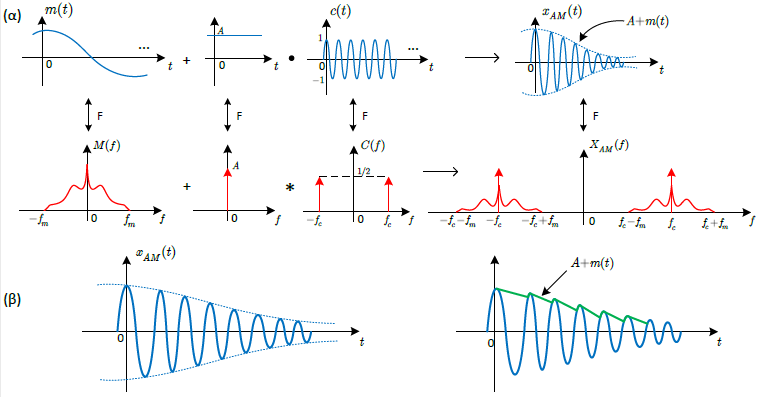 (α)
m(t)
...
t
0
+
A
t
0
•
c(t)
1
0
−1
...
t
x_AM(t)
A+m(t)
0
t
F
F
F
F
M(f)
−f_m
0
f_m
f
+
A
0
f
*
C(f)
1/2
−f_c
0
f_c
f
X_AM(f)
−f_c−f_m
−f_c
−f_c+f_m
0
f_c−f_m
f_c
f_c+f_m
f
(β)
x_AM(t)
0
t
A+m(t)
0
t